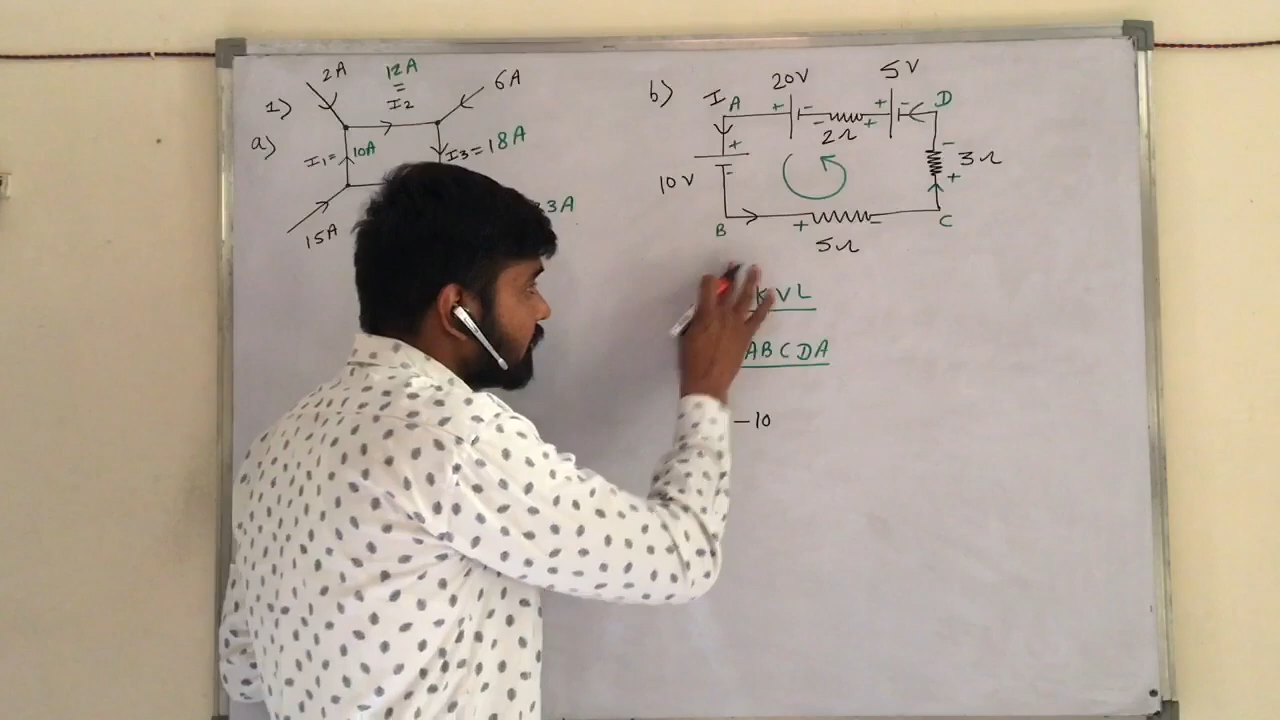 1)
a)
2A
12A
=
I2
6A
I1=
10A
I3=18A
15A
3A
b)
I
A
20V
5V
D
+ -
- +
+ -
2Ω
+
-
10V
-
3Ω
+
B
+ -
5Ω
C
KVL
ABCDA
-10